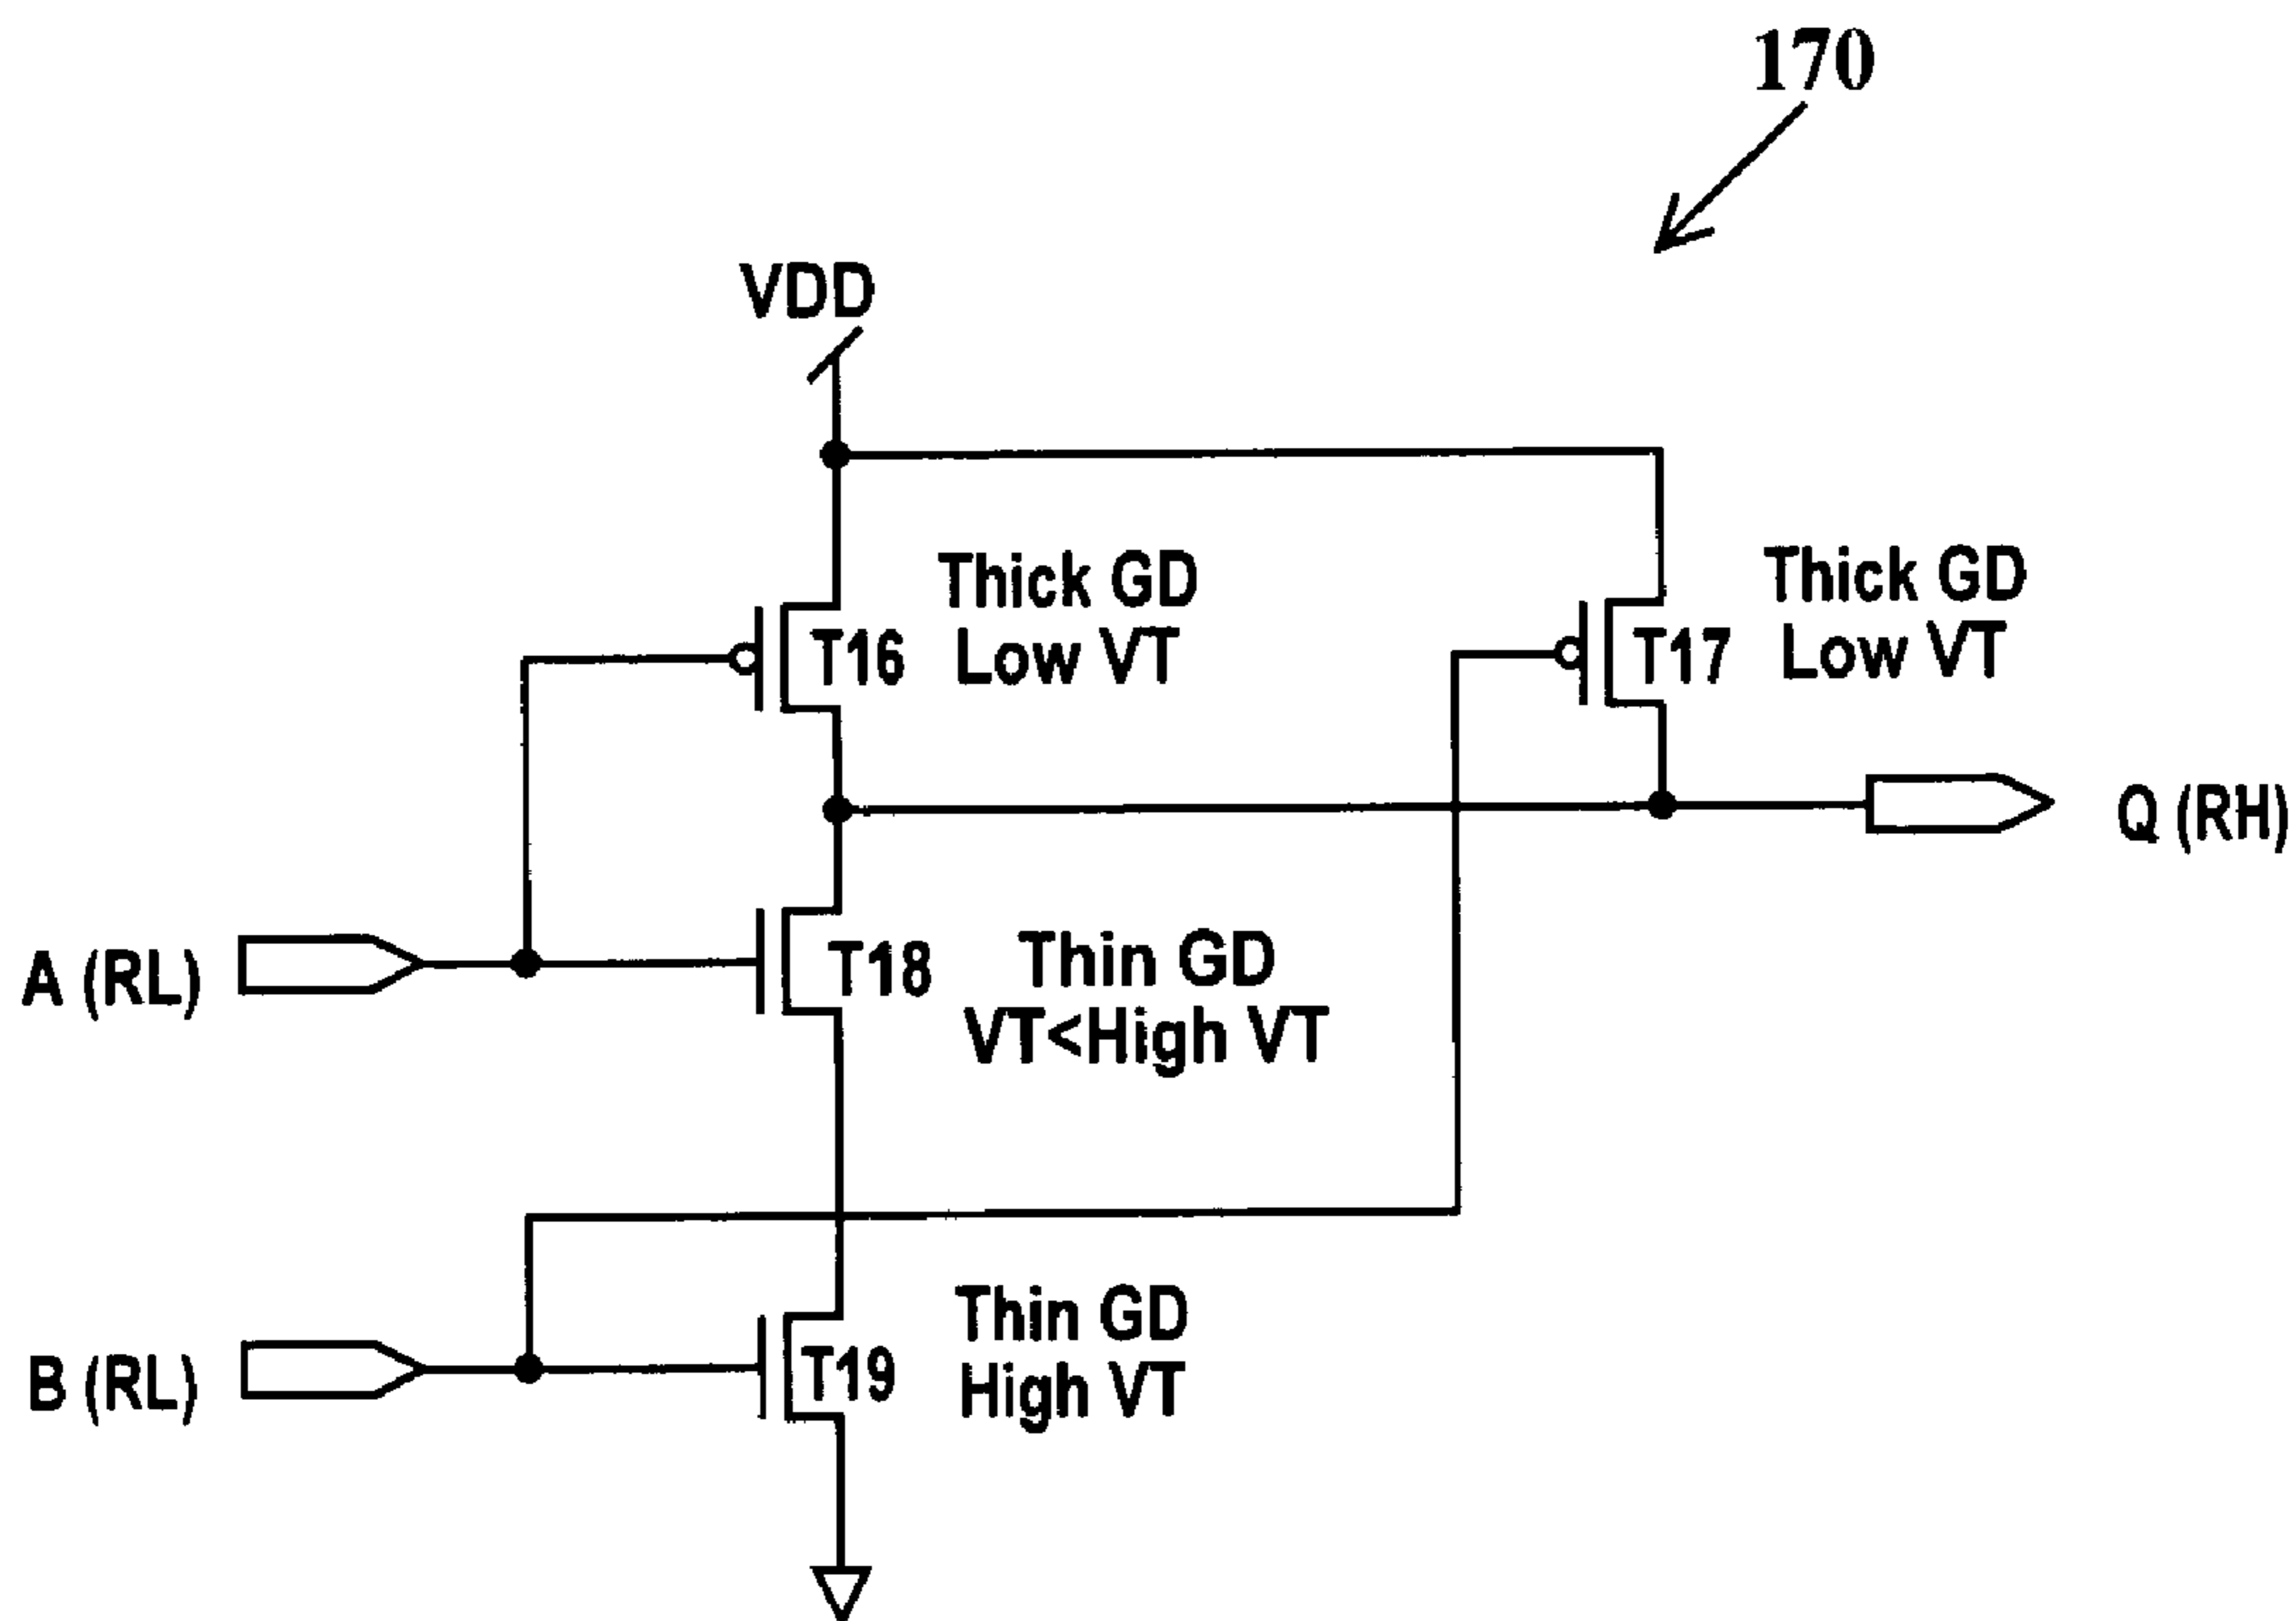 170
VDD
Thick GD
Low VT
T16
Thick GD
Low VT
T17
Q (RH)
A (RL)
T18
Thin GD
VT<High VT
B (RL)
T19
Thin GD
High VT